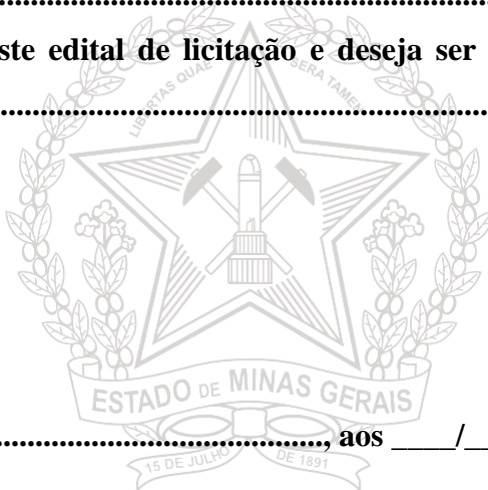 ...............................................................
ste edital de licitação e deseja ser
...............................................................
LIBERTAS QUAE SERA TAMEN
ESTADO DE MINAS GERAIS
........................................., aos ____/__
15 DE JULHO DE 1891